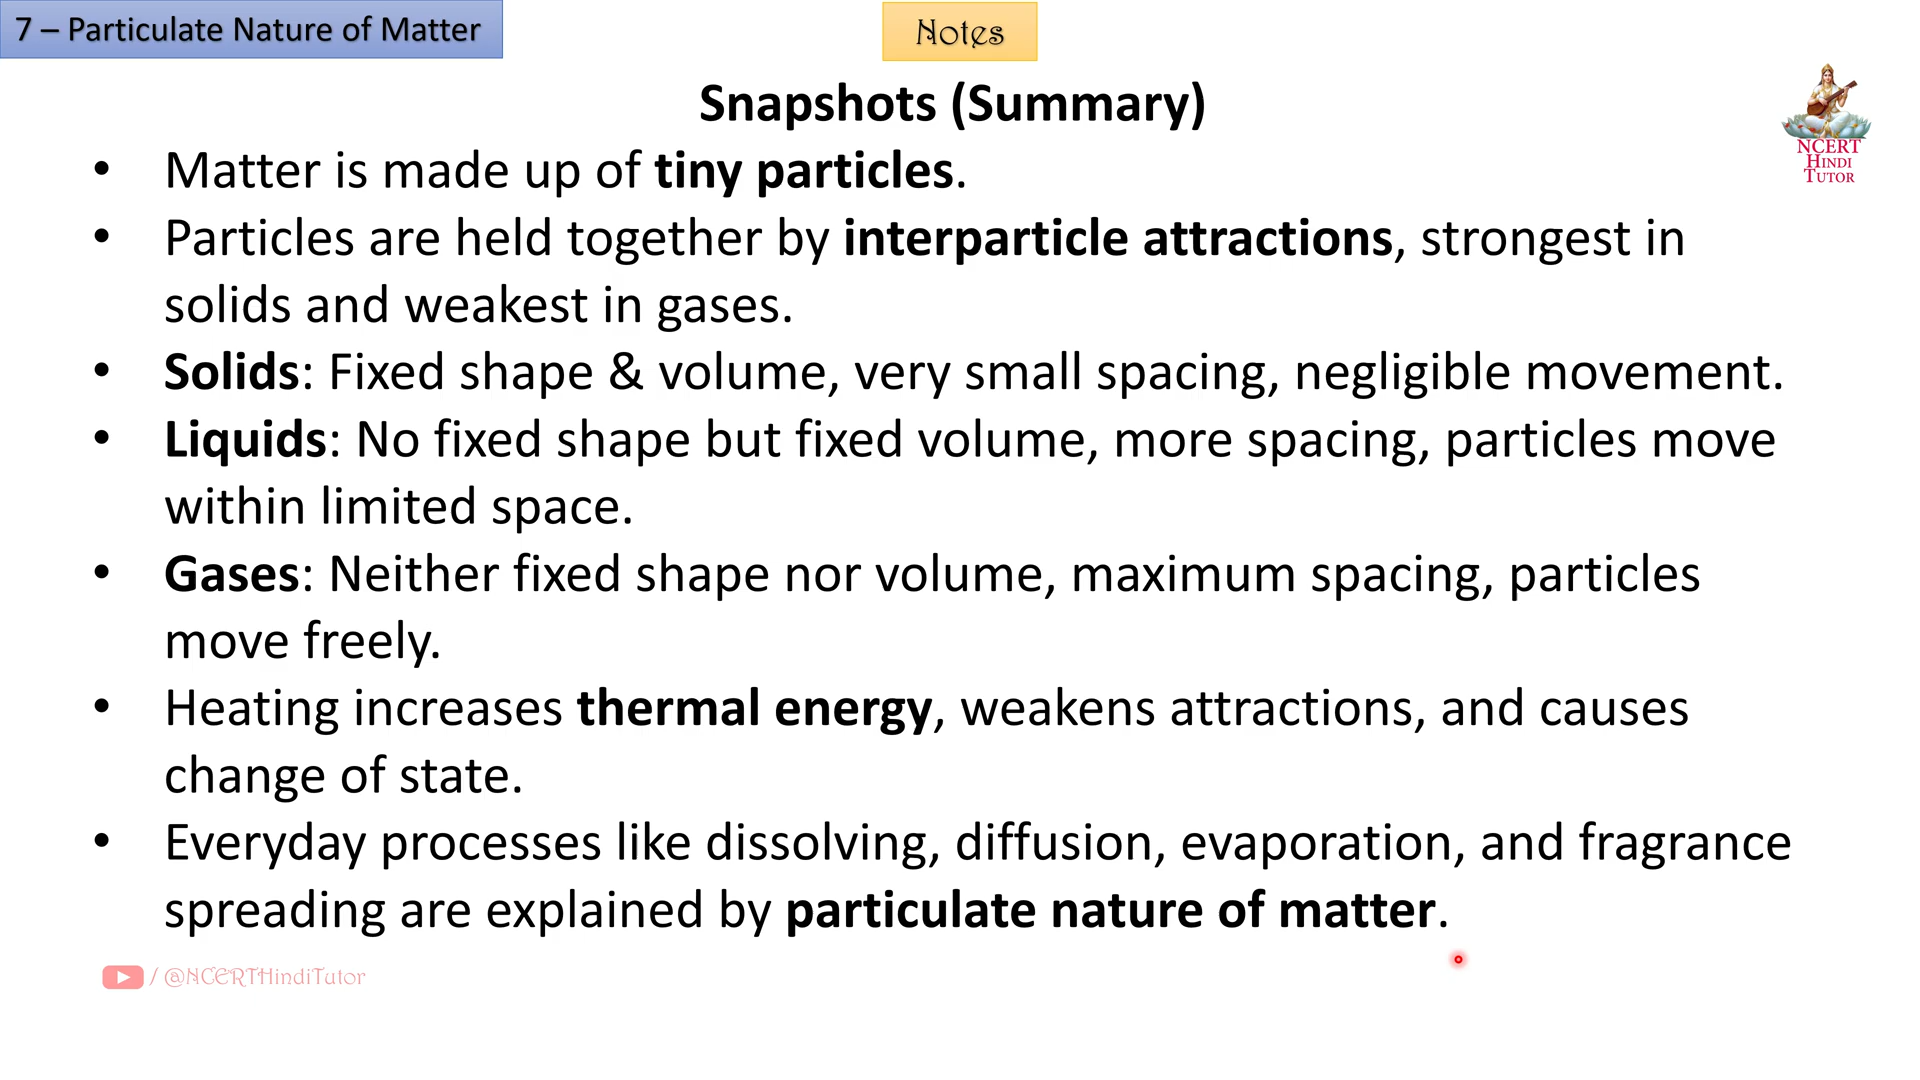 7 – Particulate Nature of Matter
Notes
Snapshots (Summary)
NCERT
HINDI
TUTOR
• Matter is made up of tiny particles.
• Particles are held together by interparticle attractions, strongest in
solids and weakest in gases.
• Solids: Fixed shape & volume, very small spacing, negligible movement.
• Liquids: No fixed shape but fixed volume, more spacing, particles move
within limited space.
• Gases: Neither fixed shape nor volume, maximum spacing, particles
move freely.
• Heating increases thermal energy, weakens attractions, and causes
change of state.
• Everyday processes like dissolving, diffusion, evaporation, and fragrance
spreading are explained by particulate nature of matter.
/ @NCERTHindiTutor